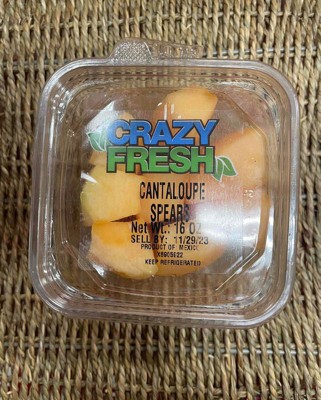 CRAZY
FRESH
CANTALOUPE
SPEARS
Net Wt.: 16 Oz
SELL BY: 11/29/23
PRODUCT OF MEXICO
KEEP REFRIGERATED